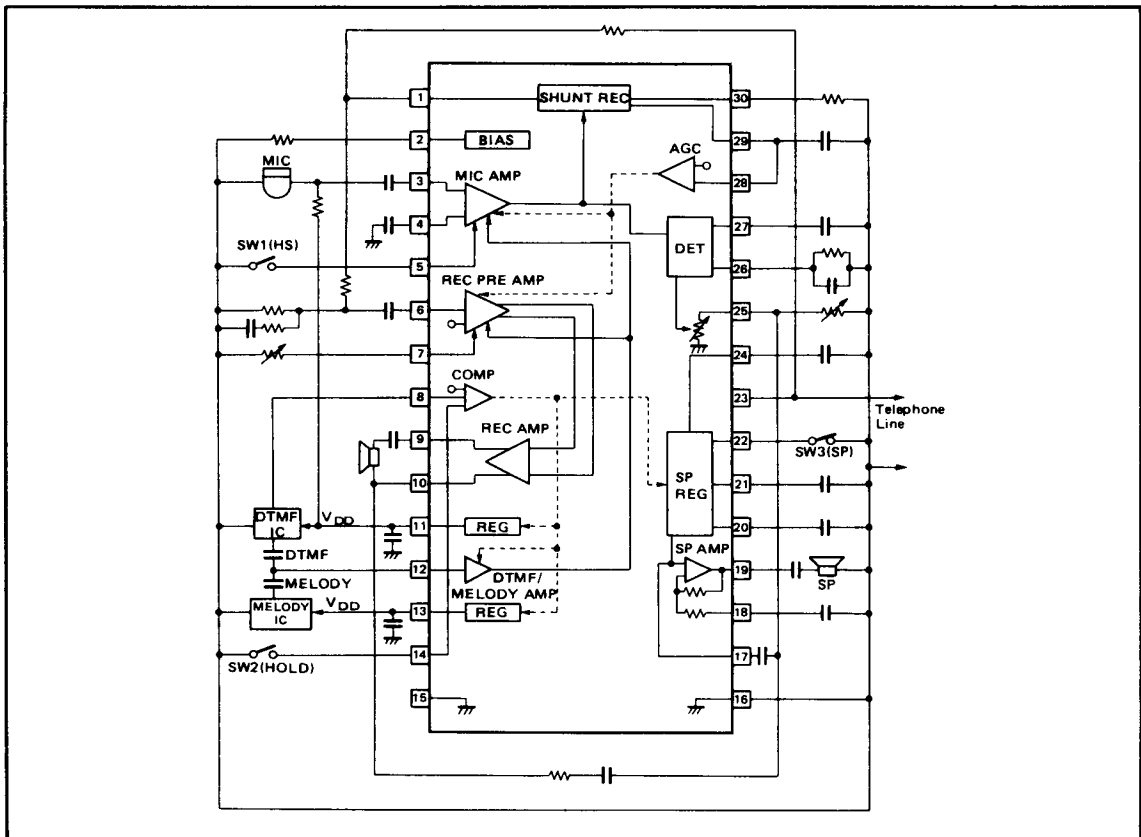 1
SHUNT REC
30
2
BIAS
29
MIC
MIC AMP
AGC
3
28
4
27
SW1(HS)
DET
5
26
REC PRE AMP
6
25
7
24
COMP
8
23
Telephone
Line
REC AMP
9
22
SW3(SP)
10
SP
REG
21
DTMF
IC
VDD
11
REG
20
DTMF
SP AMP
12
19
DTMF/
MELODY AMP
SP
MELODY
MELODY
IC
VDD
13
REG
18
14
17
SW2(HOLD)
15
16